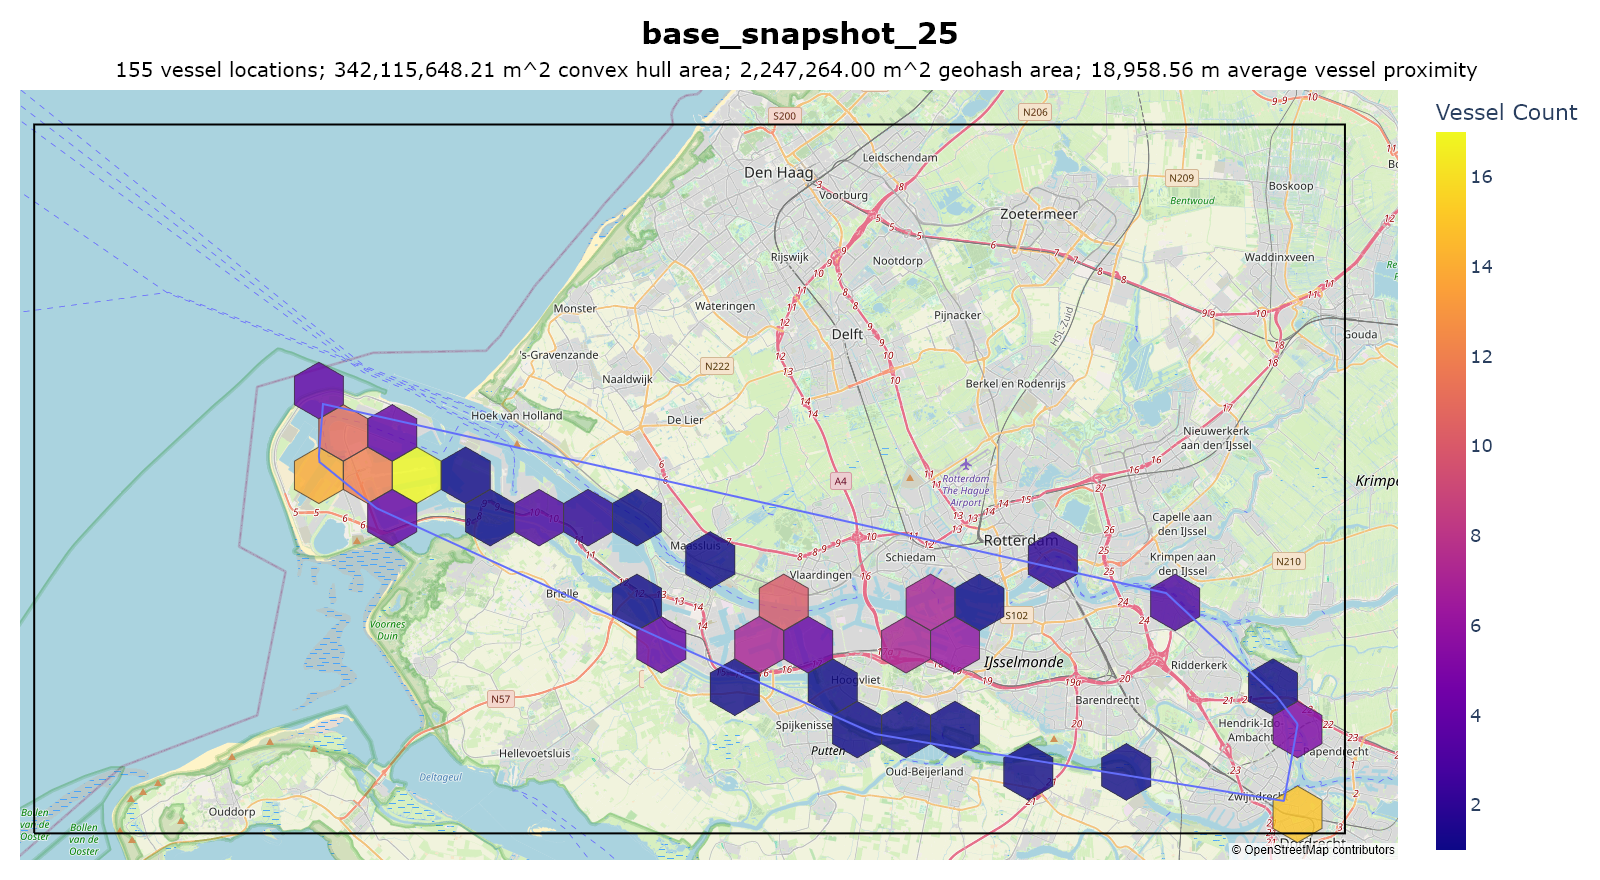 base_snapshot_25
155 vessel locations; 342,115,648.21 m^2 convex hull area; 2,247,264.00 m^2 geohash area; 18,958.56 m average vessel proximity
Vessel Count
16
14
12
10
8
6
4
2
S200
N206
Leidschendam
Den Haag
N209
Boskoop
Voorburg
Bentwoud
Zoetermeer
Rijswijk
Nootdorp
Waddinxveen
Monster
Wateringen
Pijnacker
HSL-Zuid
Delft
Gouda
's-Gravenzande
N222
Naaldwijk
Berkel en Rodenrijs
Hoek van Holland
De Lier
Nieuwerkerk
aan den IJssel
A4
Rotterdam
The Hague
Airport
Capelle aan
den IJssel
Maassluis
Rotterdam
Schiedam
Krimpen aan
den IJssel
N210
Vlaardingen
Brielle
S102
Voornes
Duin
IJsselmonde
Ridderkerk
Hoogvliet
N57
Barendrecht
Spijkenisse
Hendrik-Ido-
Ambacht
Putten
Papendrecht
Hellevoetsluis
Oud-Beijerland
Deltageul
Zwijndrecht
Ouddorp
Bollen
van de
Ooster
Bollen
van de
Ooster
Dordrecht
© OpenStreetMap contributors